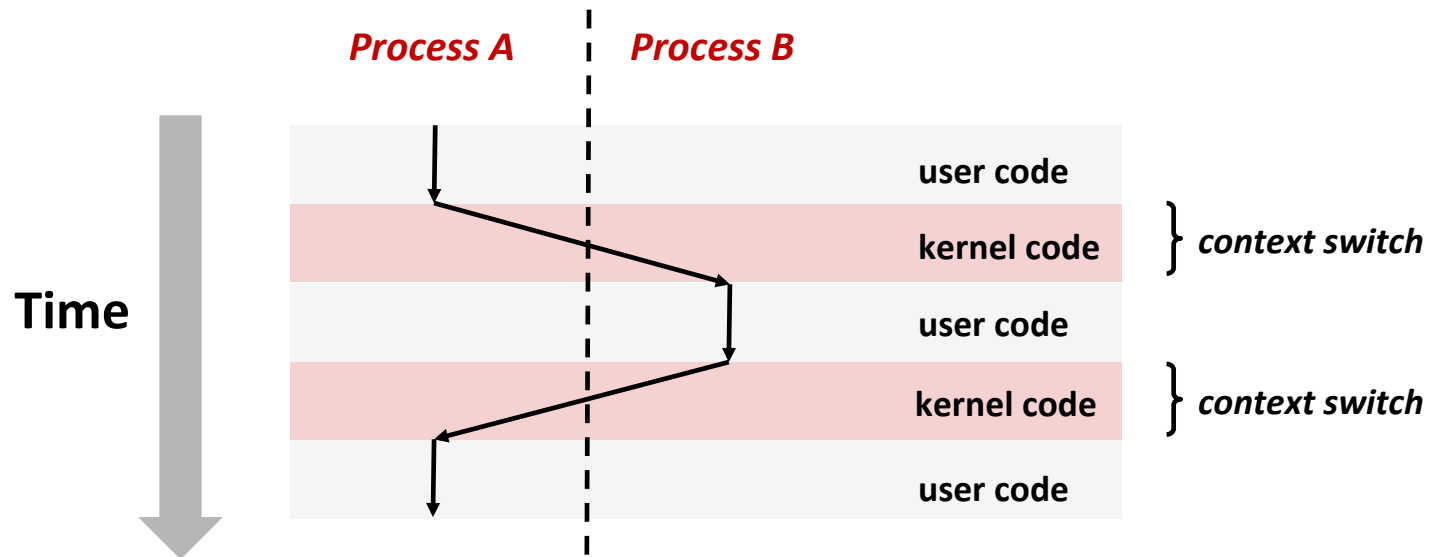 Process A Process B
user code
kernel code context switch
Time user code
kernel code context switch
user code